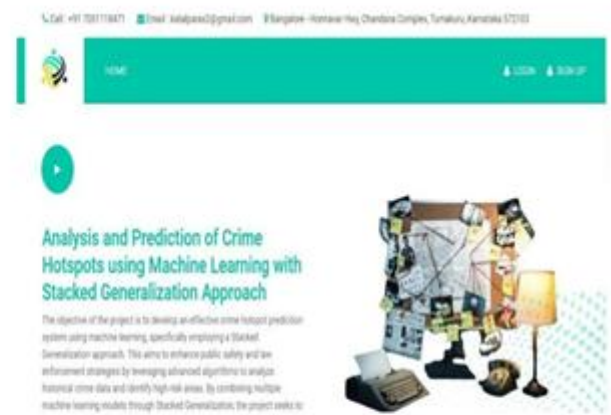 Call: +91
Email:
Bangalore - Honnavar Hwy, Chandana Complex, Tumakuru, Karnataka 572103
HOME
LOGIN
SIGN UP
Analysis and Prediction of Crime
Hotspots using Machine Learning with
Stacked Generalization Approach
The objective of the project is to develop an effective crime hotspot prediction
system using machine learning, specifically employing a Stacked
Generalization approach. This aims to enhance public safety and law
enforcement strategies by leveraging advanced algorithms to analyze
historical crime data and identify high-risk areas. By combining multiple
machine learning models through Stacked Generalization, the project seeks to